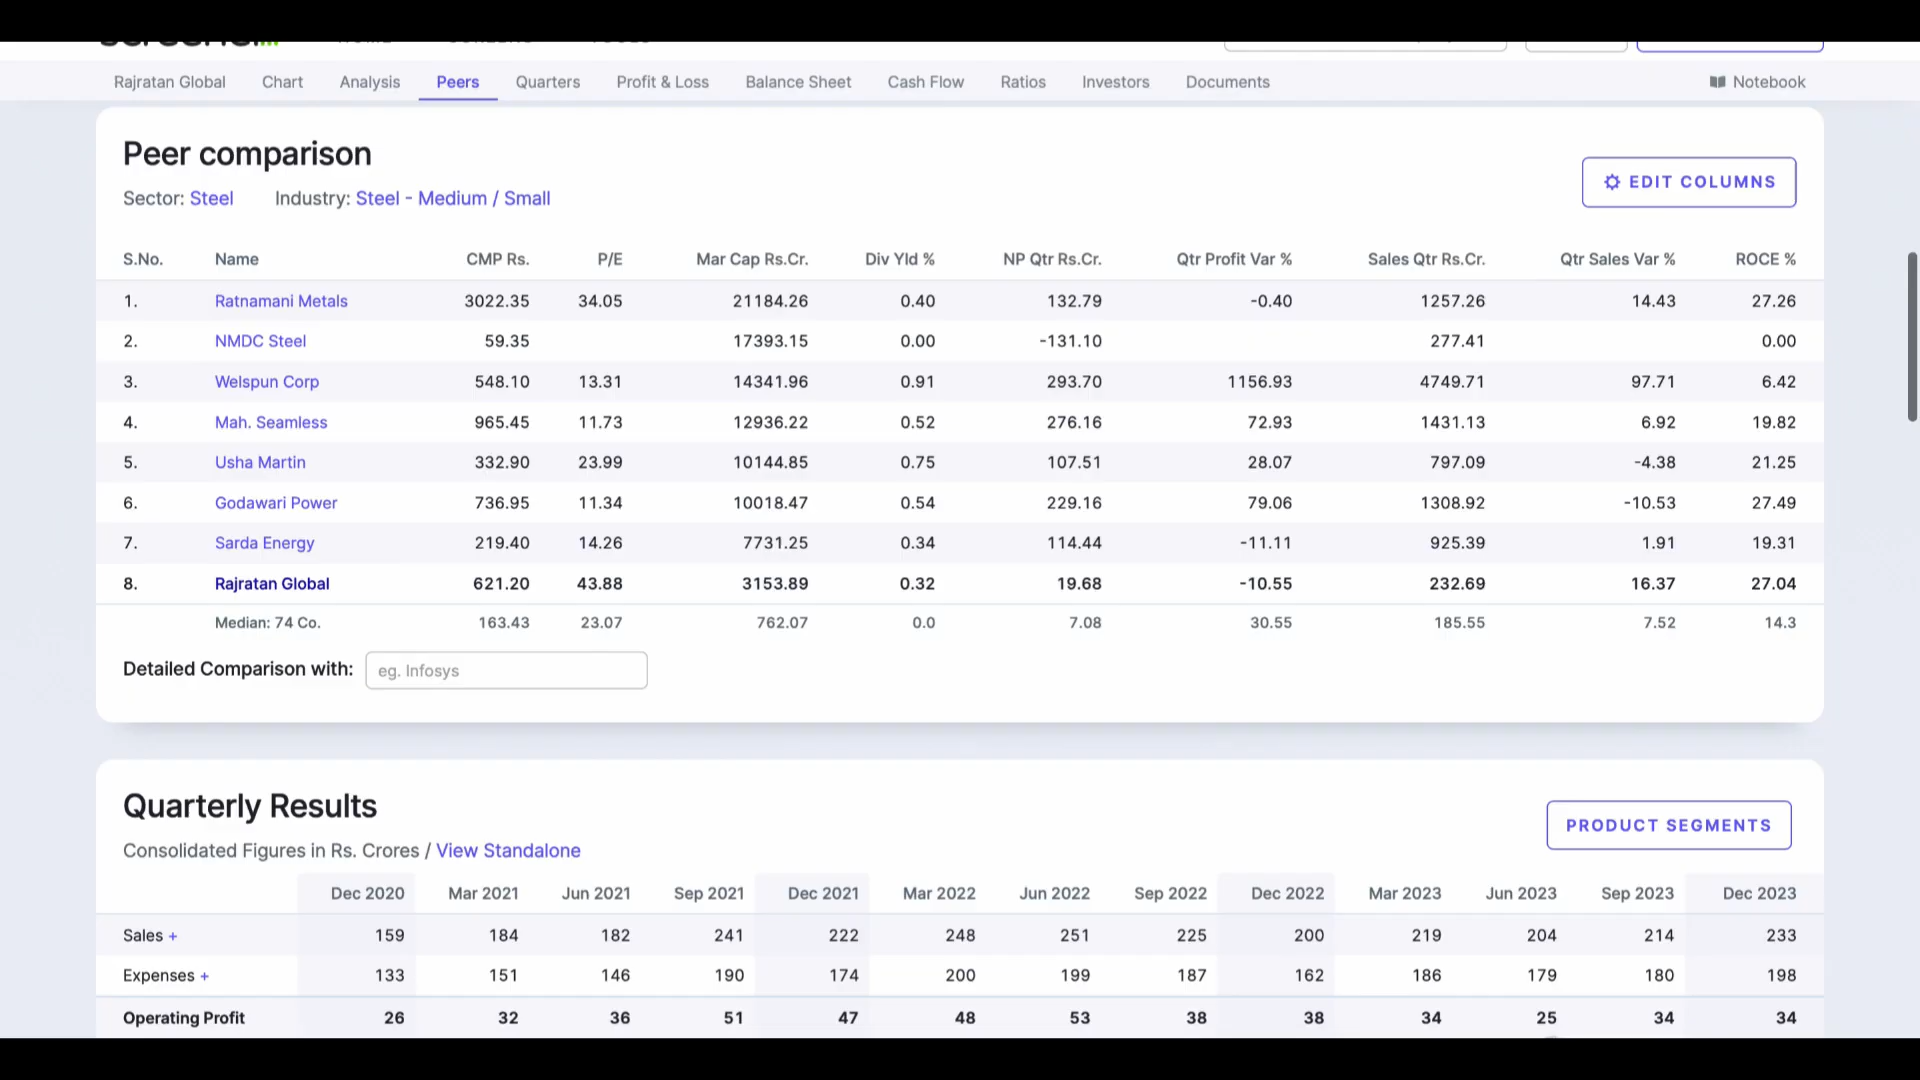 Rajratan Global Chart Analysis Peers Quarters Profit & Loss Balance Sheet Cash Flow Ratios Investors Documents Notebook
Peer comparison
EDIT COLUMNS
Sector: Steel Industry: Steel - Medium / Small
S.No. Name CMP Rs. P/E Mar Cap Rs.Cr. Div Yld % NP Qtr Rs.Cr. Qtr Profit Var % Sales Qtr Rs.Cr. Qtr Sales Var % ROCE %
1. Ratnamani Metals 3022.35 34.05 21184.26 0.40 132.79 -0.40 1257.26 14.43 27.26
2. NMDC Steel 59.35 17393.15 0.00 -131.10 277.41 0.00
3. Welspun Corp 548.10 13.31 14341.96 0.91 293.70 1156.93 4749.71 97.71 6.42
4. Mah. Seamless 965.45 11.73 12936.22 0.52 276.16 72.93 1431.13 6.92 19.82
5. Usha Martin 332.90 23.99 10144.85 0.75 107.51 28.07 797.09 -4.38 21.25
6. Godawari Power 736.95 11.34 10018.47 0.54 229.16 79.06 1308.92 -10.53 27.49
7. Sarda Energy 219.40 14.26 7731.25 0.34 114.44 -11.11 925.39 1.91 19.31
8. Rajratan Global 621.20 43.88 3153.89 0.32 19.68 -10.55 232.69 16.37 27.04
Median: 74 Co. 163.43 23.07 762.07 0.0 7.08 30.55 185.55 7.52 14.3
Detailed Comparison with: eg. Infosys
Quarterly Results
PRODUCT SEGMENTS
Consolidated Figures in Rs. Crores / View Standalone
Dec 2020 Mar 2021 Jun 2021 Sep 2021 Dec 2021 Mar 2022 Jun 2022 Sep 2022 Dec 2022 Mar 2023 Jun 2023 Sep 2023 Dec 2023
Sales + 159 184 182 241 222 248 251 225 200 219 204 214 233
Expenses + 133 151 146 190 174 200 199 187 162 186 179 180 198
Operating Profit 26 32 36 51 47 48 53 38 38 34 25 34 34